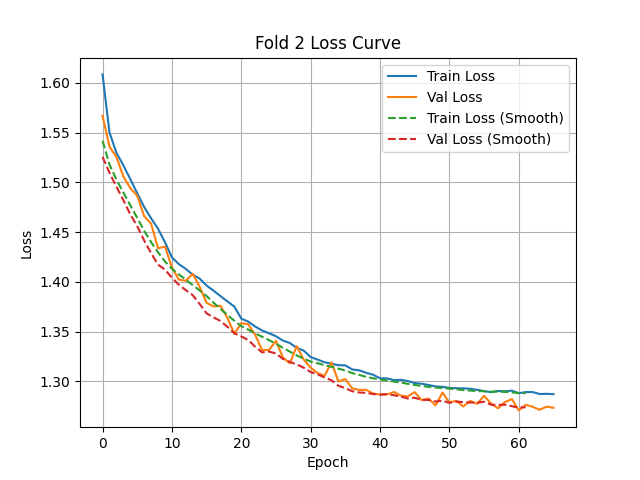 Fold 2 Loss Curve
Train Loss
Val Loss
Train Loss (Smooth)
Val Loss (Smooth)
1.60
1.55
1.50
1.45
1.40
1.35
1.30
Loss
0 10 20 30 40 50 60
Epoch